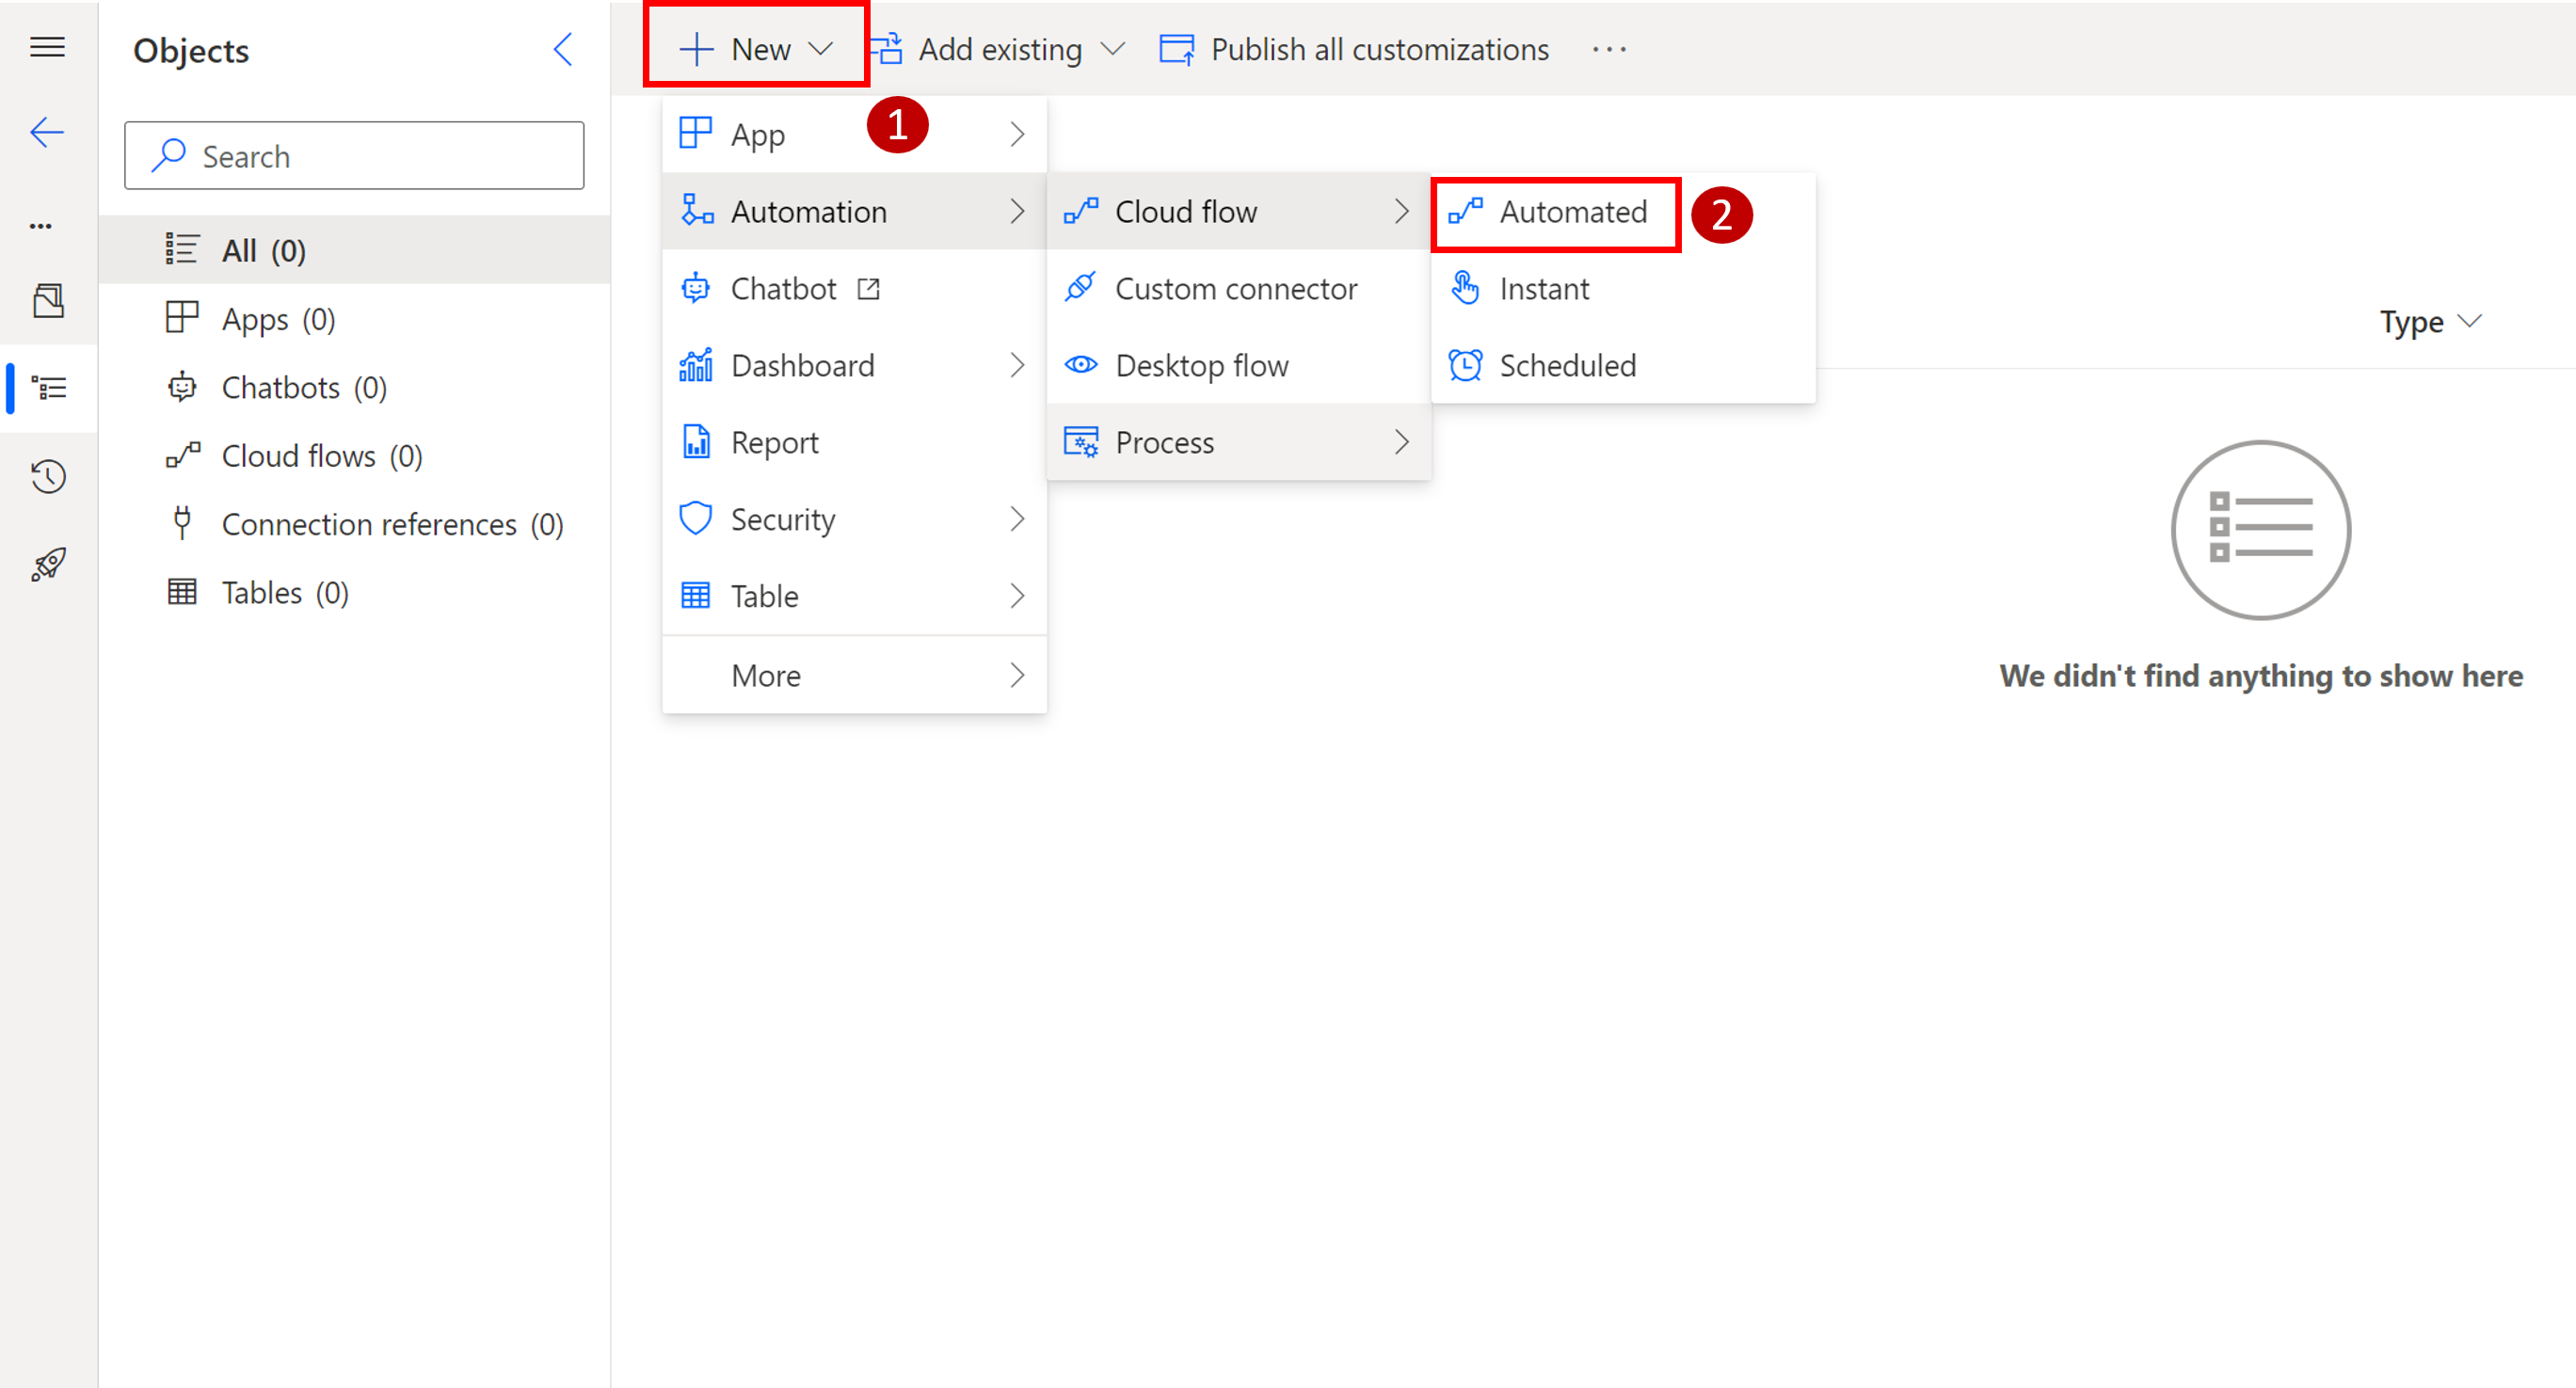 Objects
Search
All (0)
Apps (0)
Chatbots (0)
Cloud flows (0)
Connection references (0)
Tables (0)
New
Add existing
Publish all customizations
1
App
Automation
Chatbot
Dashboard
Report
Security
Table
More
Cloud flow
Custom connector
Desktop flow
Process
Automated
2
Instant
Scheduled
Type
We didn't find anything to show here